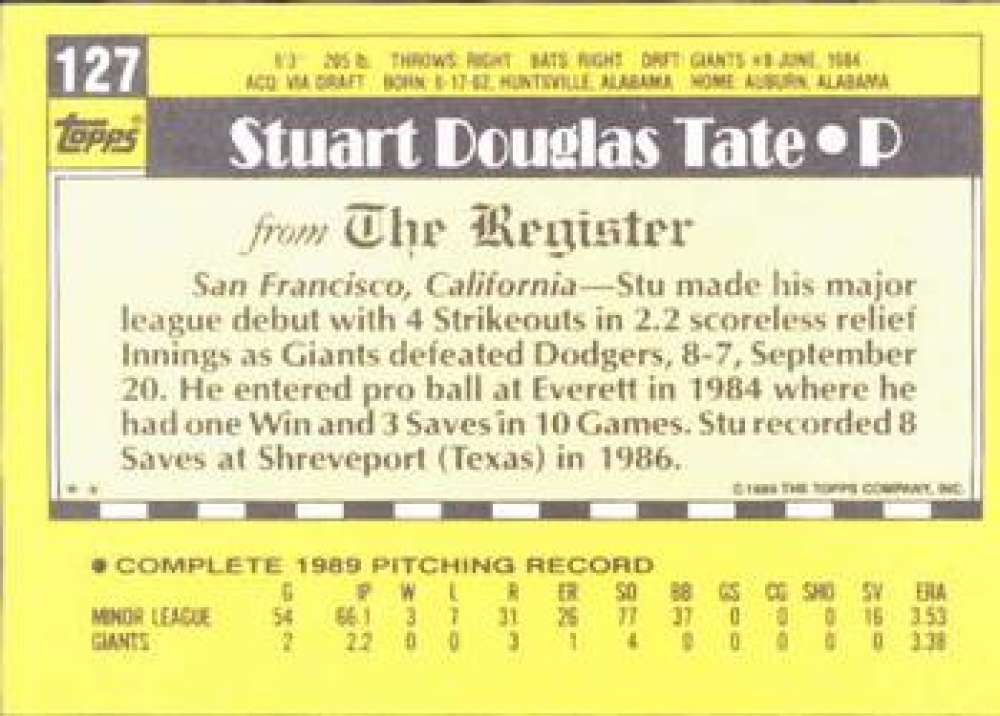 127
6'3" 205 lb. THROWS: RIGHT BATS: RIGHT DRFT: GIANTS #8-JUNE, 1984
ACQ: VIA DRAFT BORN: 6-17-62, HUNTSVILLE, ALABAMA HOME: AUBURN, ALABAMA
Topps®
Stuart Douglas Tate • P
from The Register
San Francisco, California—Stu made his major
league debut with 4 Strikeouts in 2.2 scoreless relief
Innings as Giants defeated Dodgers, 8-7, September
20. He entered pro ball at Everett in 1984 where he
had one Win and 3 Saves in 10 Games. Stu recorded 8
Saves at Shreveport (Texas) in 1986.
* * © 1989 THE TOPPS COMPANY, INC.
• COMPLETE 1989 PITCHING RECORD
G IP W L R ER SO BB GS CG SHO SV ERA
MINOR LEAGUE 54 66.1 3 7 31 26 77 37 0 0 0 16 3.53
GIANTS 2 2.2 0 0 3 1 4 0 0 0 0 0 3.38